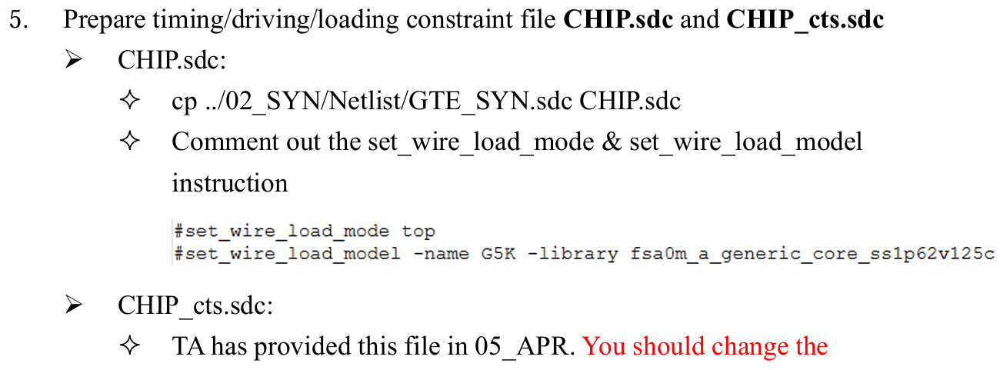 5. Prepare timing/driving/loading constraint file CHIP.sdc and CHIP_cts.sdc
➢ CHIP.sdc:
✧ cp ../02_SYN/Netlist/GTE_SYN.sdc CHIP.sdc
✧ Comment out the set_wire_load_mode & set_wire_load_model
instruction
#set_wire_load_mode top
#set_wire_load_model -name G5K -library fsa0m_a_generic_core_ss1p62v125c
➢ CHIP_cts.sdc:
✧ TA has provided this file in 05_APR. You should change the